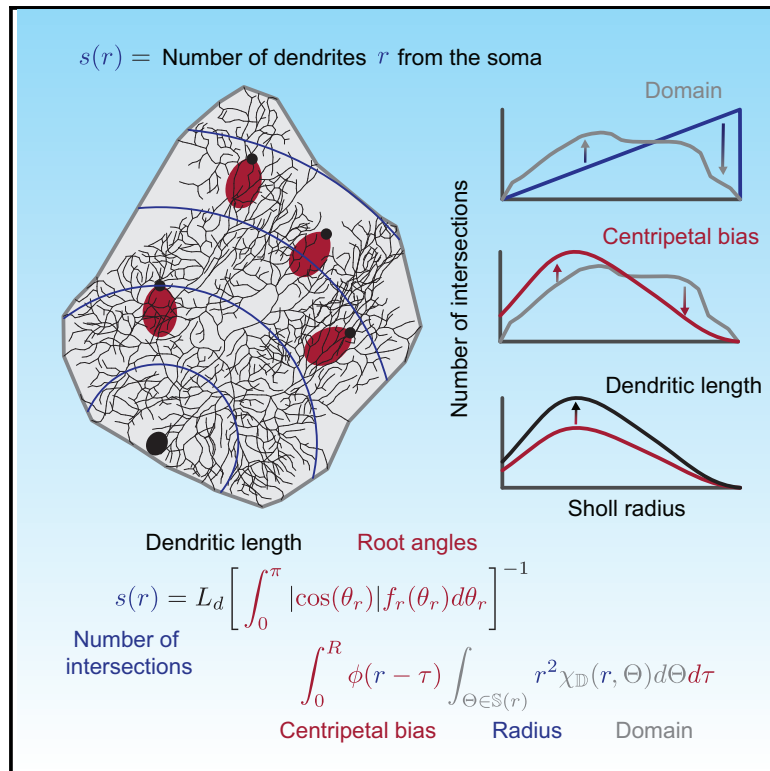 s(r) = Number of dendrites r from the soma
Domain
Centripetal bias
Dendritic length
Number of intersections
Sholl radius
Dendritic length Root angles
s(r) = L_d [ ∫_0^π |cos(θ_r)| f_r(θ_r) dθ_r ]^{-1}
Number of
intersections
∫_0^R φ(r − τ) ∫_{Θ∈𝕊(r)} r^2 χ_𝔻(r, Θ) dΘ dτ
Centripetal bias Radius Domain